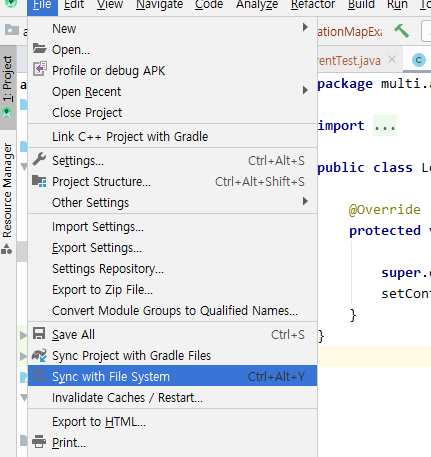 File Edit View Navigate Code Analyze Refactor Build Run
New
Open...
Profile or debug APK
Open Recent
Close Project
Link C++ Project with Gradle
Settings... Ctrl+Alt+S
Project Structure... Ctrl+Alt+Shift+S
Other Settings
Import Settings...
Export Settings...
Settings Repository...
Export to Zip File...
Convert Module Groups to Qualified Names...
Save All Ctrl+S
Sync Project with Gradle Files
Sync with File System Ctrl+Alt+Y
Invalidate Caches / Restart...
Export to HTML...
Print...
1: Project
Resource Manager
ationMapExa
entTest.java
package multi.a
import ...
public class L
@Override
protected
super.
setCont
}
}